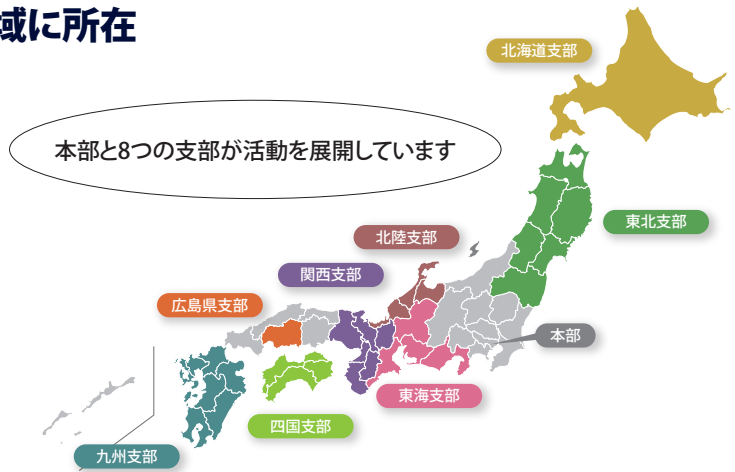 域に所在
北海道支部
本部と8つの支部が活動を展開しています
東北支部
北陸支部
関西支部
広島県支部
本部
東海支部
四国支部
九州支部